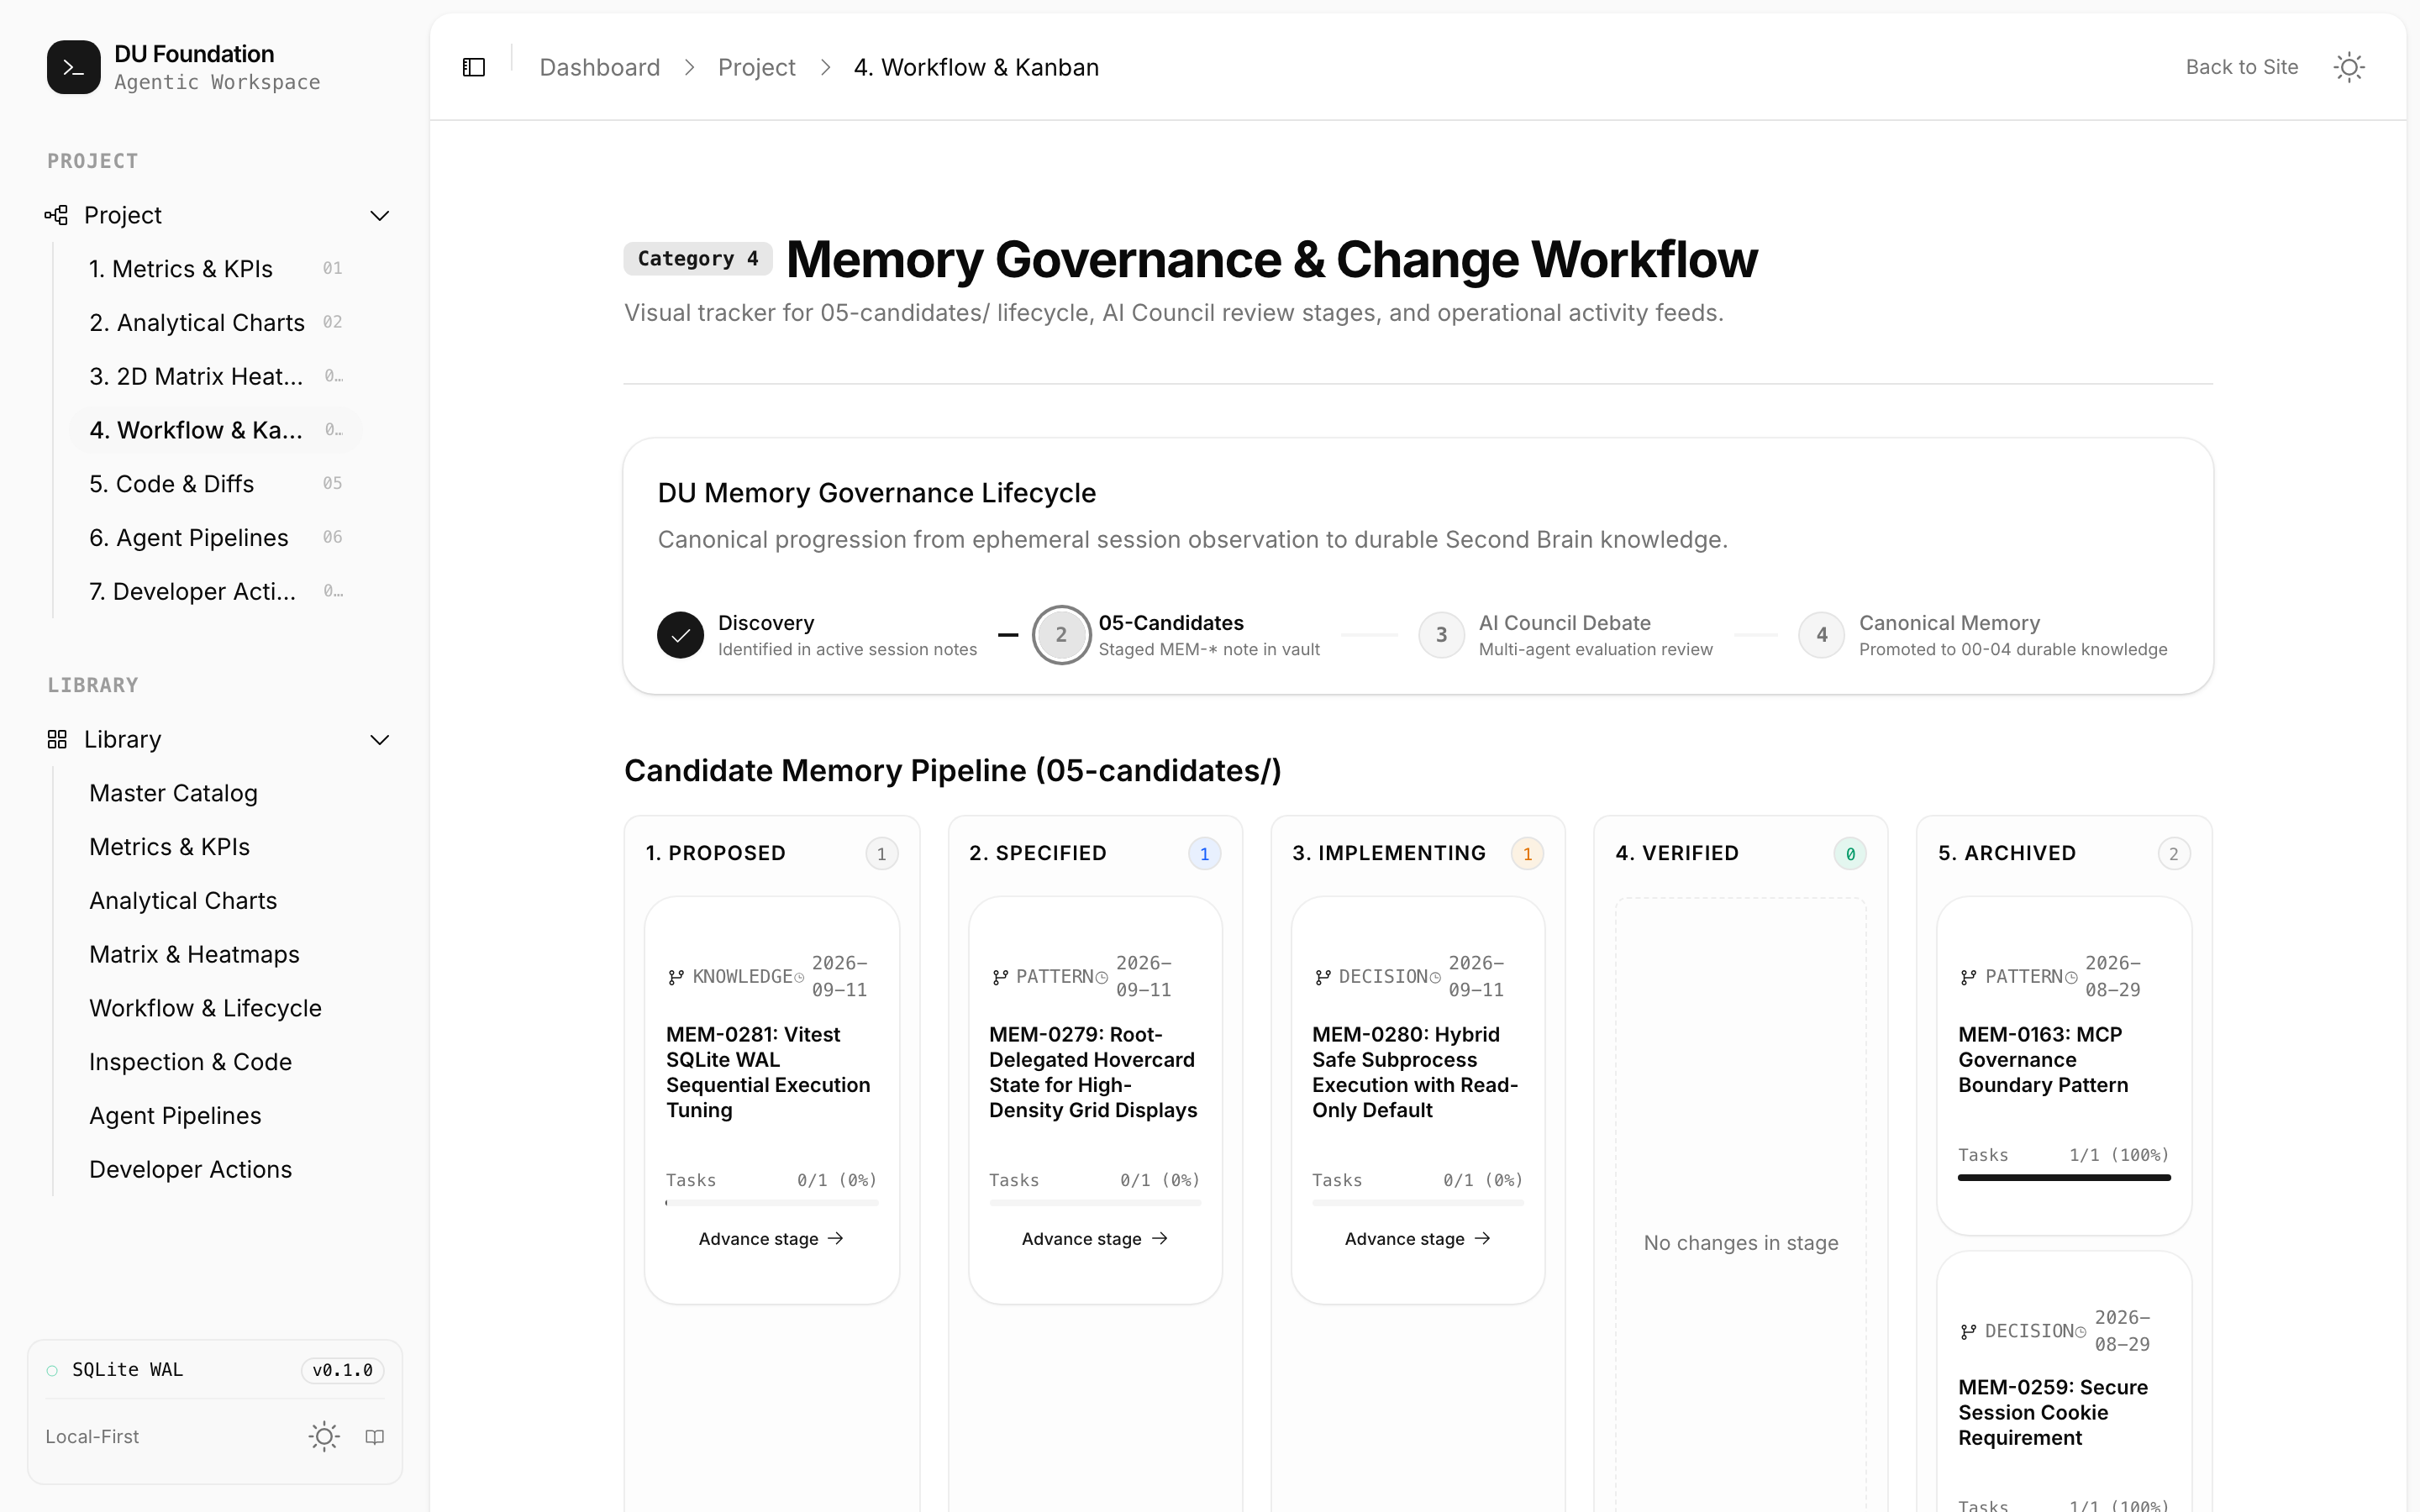 DU Foundation
Agentic Workspace
PROJECT
Project
1. Metrics & KPIs 01
2. Analytical Charts 02
3. 2D Matrix Heat... 0...
4. Workflow & Ka... 0...
5. Code & Diffs 05
6. Agent Pipelines 06
7. Developer Acti... 0...
LIBRARY
Library
Master Catalog
Metrics & KPIs
Analytical Charts
Matrix & Heatmaps
Workflow & Lifecycle
Inspection & Code
Agent Pipelines
Developer Actions
SQLite WAL v0.1.0
Local-First
Dashboard > Project > 4. Workflow & Kanban
Back to Site
Category 4 Memory Governance & Change Workflow
Visual tracker for 05-candidates/ lifecycle, AI Council review stages, and operational activity feeds.
DU Memory Governance Lifecycle
Canonical progression from ephemeral session observation to durable Second Brain knowledge.
Discovery
Identified in active session notes
2 05-Candidates
Staged MEM-* note in vault
3 AI Council Debate
Multi-agent evaluation review
4 Canonical Memory
Promoted to 00-04 durable knowledge
Candidate Memory Pipeline (05-candidates/)
1. PROPOSED 1
KNOWLEDGE 2026-
09-11
MEM-0281: Vitest
SQLite WAL
Sequential Execution
Tuning
Tasks 0/1 (0%)
Advance stage →
2. SPECIFIED 1
PATTERN 2026-
09-11
MEM-0279: Root-
Delegated Hovercard
State for High-
Density Grid Displays
Tasks 0/1 (0%)
Advance stage →
3. IMPLEMENTING 1
DECISION 2026-
09-11
MEM-0280: Hybrid
Safe Subprocess
Execution with Read-
Only Default
Tasks 0/1 (0%)
Advance stage →
4. VERIFIED 0
No changes in stage
5. ARCHIVED 2
PATTERN 2026-
08-29
MEM-0163: MCP
Governance
Boundary Pattern
Tasks 1/1 (100%)
DECISION 2026-
08-29
MEM-0259: Secure
Session Cookie
Requirement
Tasks 1/1 (100%)